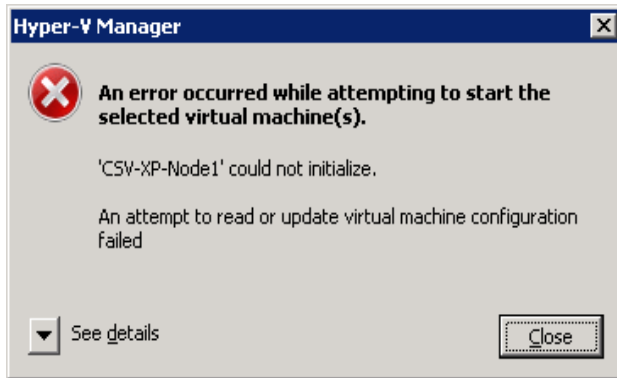 Hyper-V Manager
An error occurred while attempting to start the
selected virtual machine(s).
'CSV-XP-Node1' could not initialize.
An attempt to read or update virtual machine configuration
failed
See details
Close